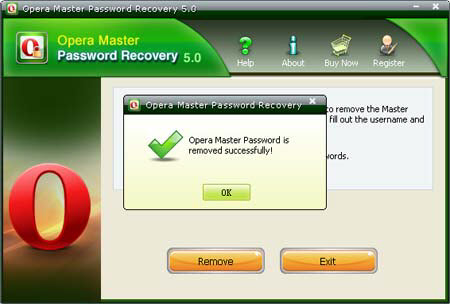 Opera Master Password Recovery 5.0
Opera Master
Password Recovery 5.0
Help
About
Buy Now
Register
to remove the Master
fill out the username and
words.
Opera Master Password Recovery
Opera Master Password is
removed successfully!
OK
Remove
Exit